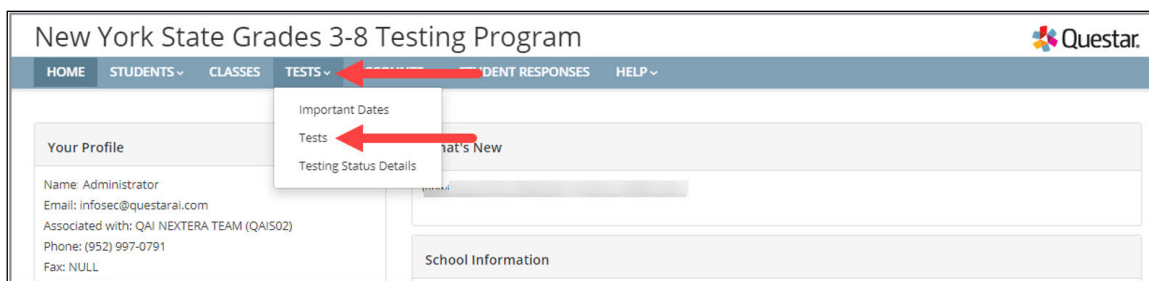 New York State Grades 3-8 Testing Program
Questar.
HOME STUDENTS CLASSES TESTS STUDENT RESPONSES HELP
Important Dates
Tests
Testing Status Details
Your Profile
What's New
Name: Administrator
Email: infosec@questarai.com
Associated with: QAI NEXTERA TEAM (QAIS02)
Phone: (952) 997-0791
Fax: NULL
School Information